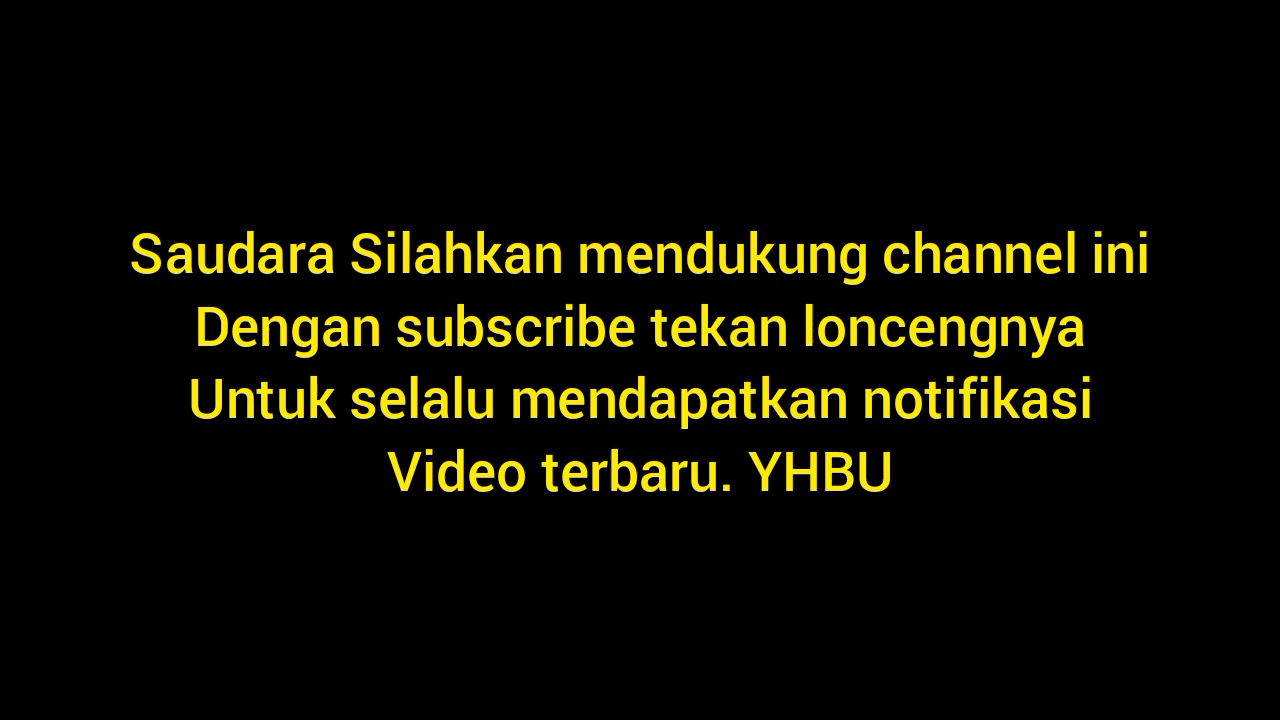 Saudara Silahkan mendukung channel ini
Dengan subscribe tekan loncengnya
Untuk selalu mendapatkan notifikasi
Video terbaru. YHBU